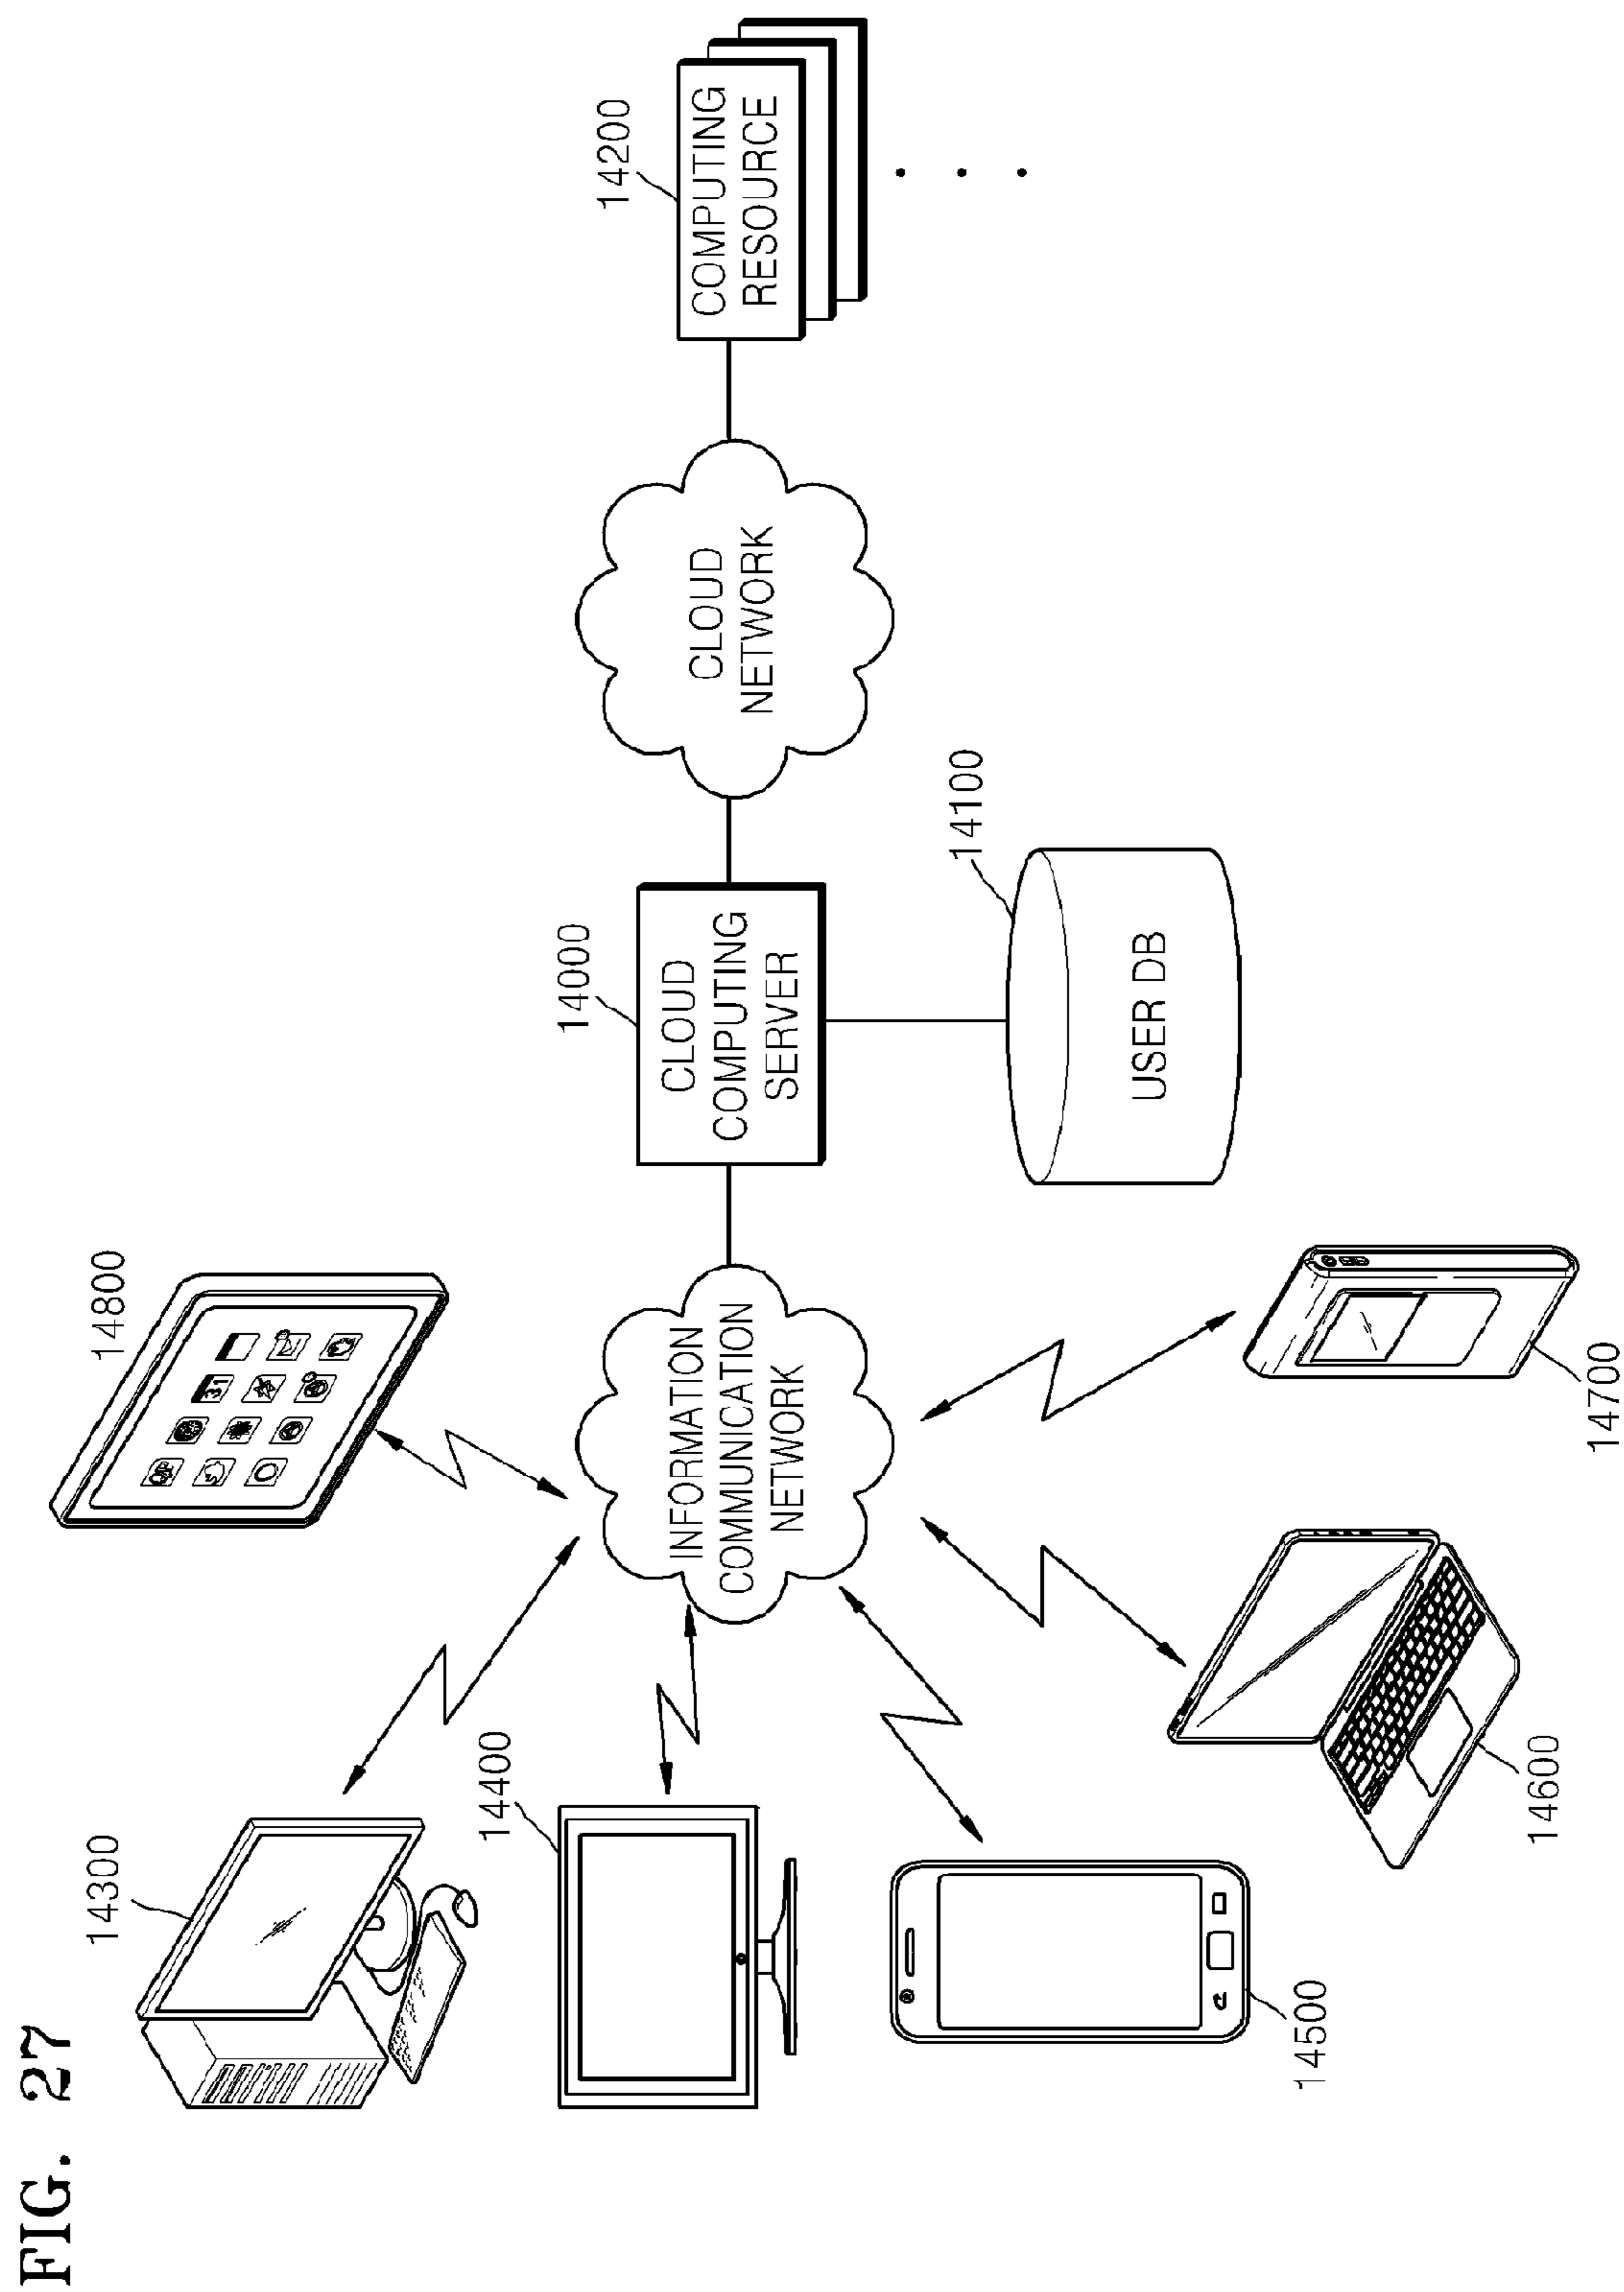 FIG. 27
14300
14800
31
14400
INFORMATION
COMMUNICATION
NETWORK
14000
CLOUD
COMPUTING
SERVER
CLOUD
NETWORK
14200
COMPUTING
RESOURCE
14100
USER DB
14500
14600
14700